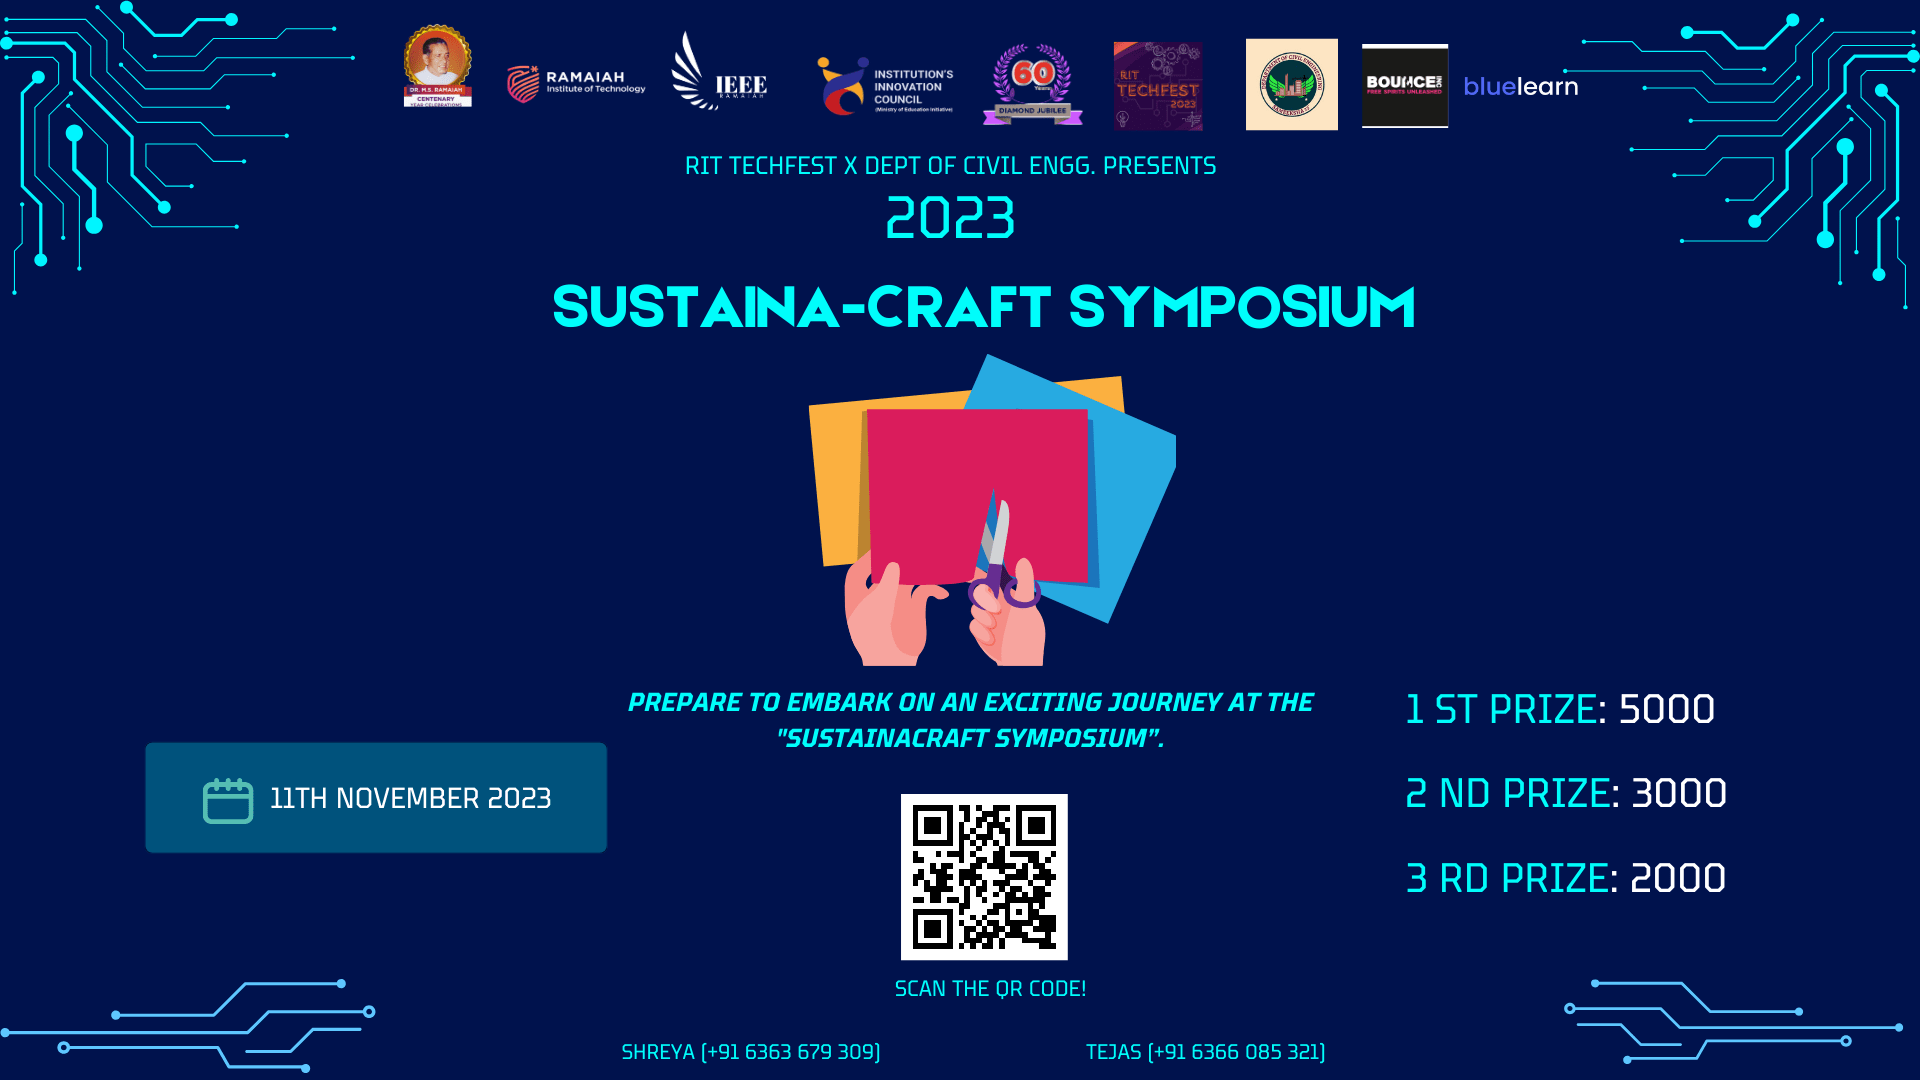 DR. M.S. RAMAIAH
CENTENARY
YEAR CELEBRATIONS
RAMAIAH
Institute of Technology
IEEE
RAMAIAH
INSTITUTION'S
INNOVATION
COUNCIL
(Ministry of Education Initiative)
60
Years
DIAMOND JUBILEE
RIT
TECHFEST
2023
DEPARTMENT OF CIVIL ENGINEERING
BOUNCE
FREE SPIRITS UNLEASHED
bluelearn
RIT TECHFEST X DEPT OF CIVIL ENGG. PRESENTS
2023
SUSTAINA-CRAFT SYMPOSIUM
PREPARE TO EMBARK ON AN EXCITING JOURNEY AT THE
"SUSTAINACRAFT SYMPOSIUM”.
11TH NOVEMBER 2023
1 ST PRIZE: 5000
2 ND PRIZE: 3000
3 RD PRIZE: 2000
SCAN THE QR CODE!
SHREYA (+91 6363 679 309)
TEJAS (+91 6366 085 321)